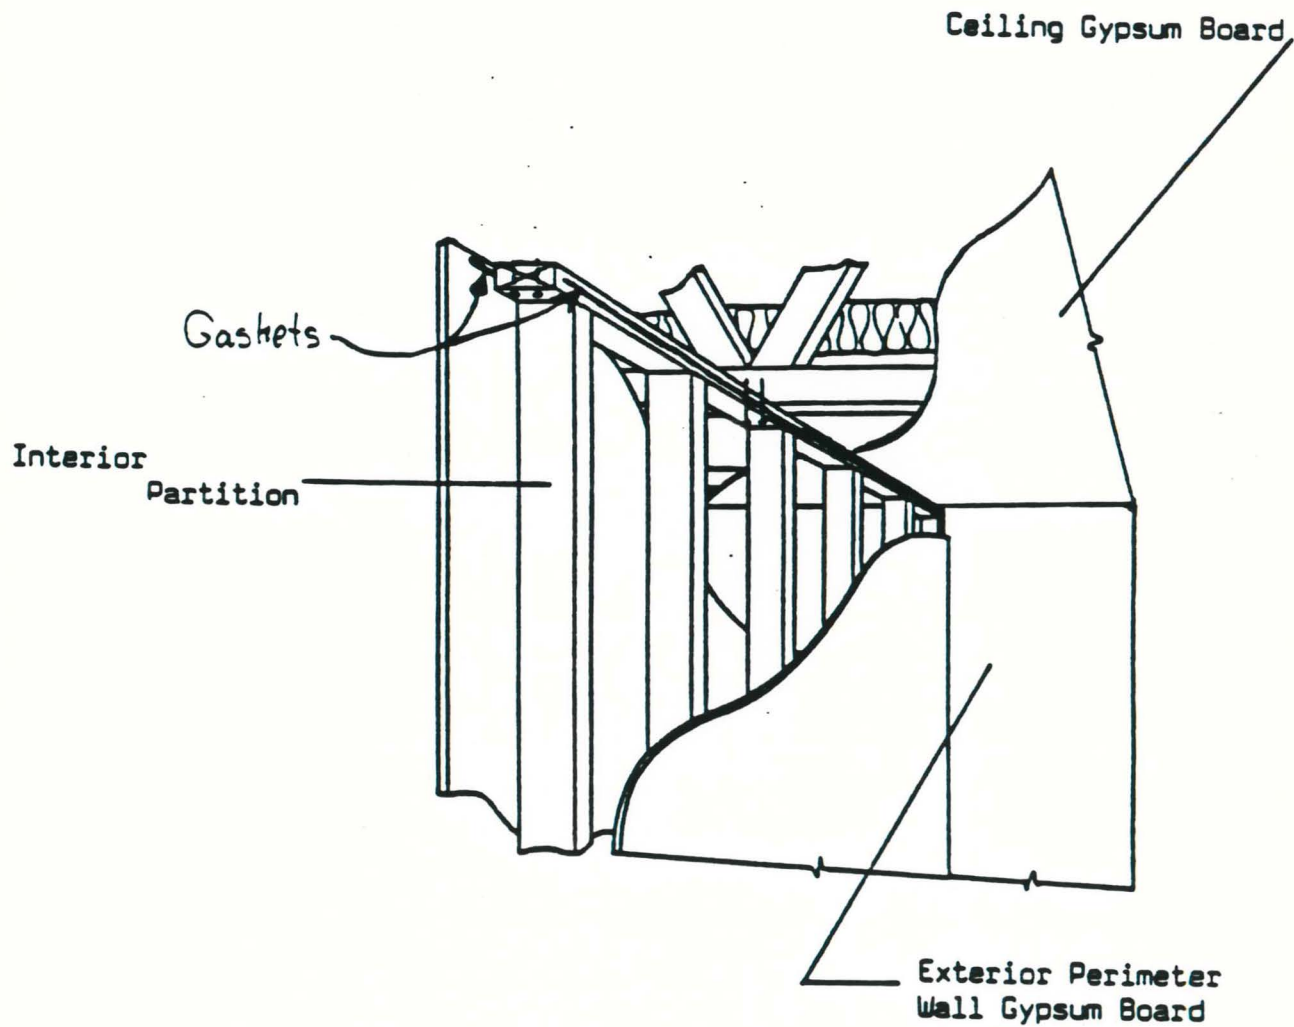 Ceiling Gypsum Board
Gaskets
Interior
Partition
Exterior Perimeter
Wall Gypsum Board